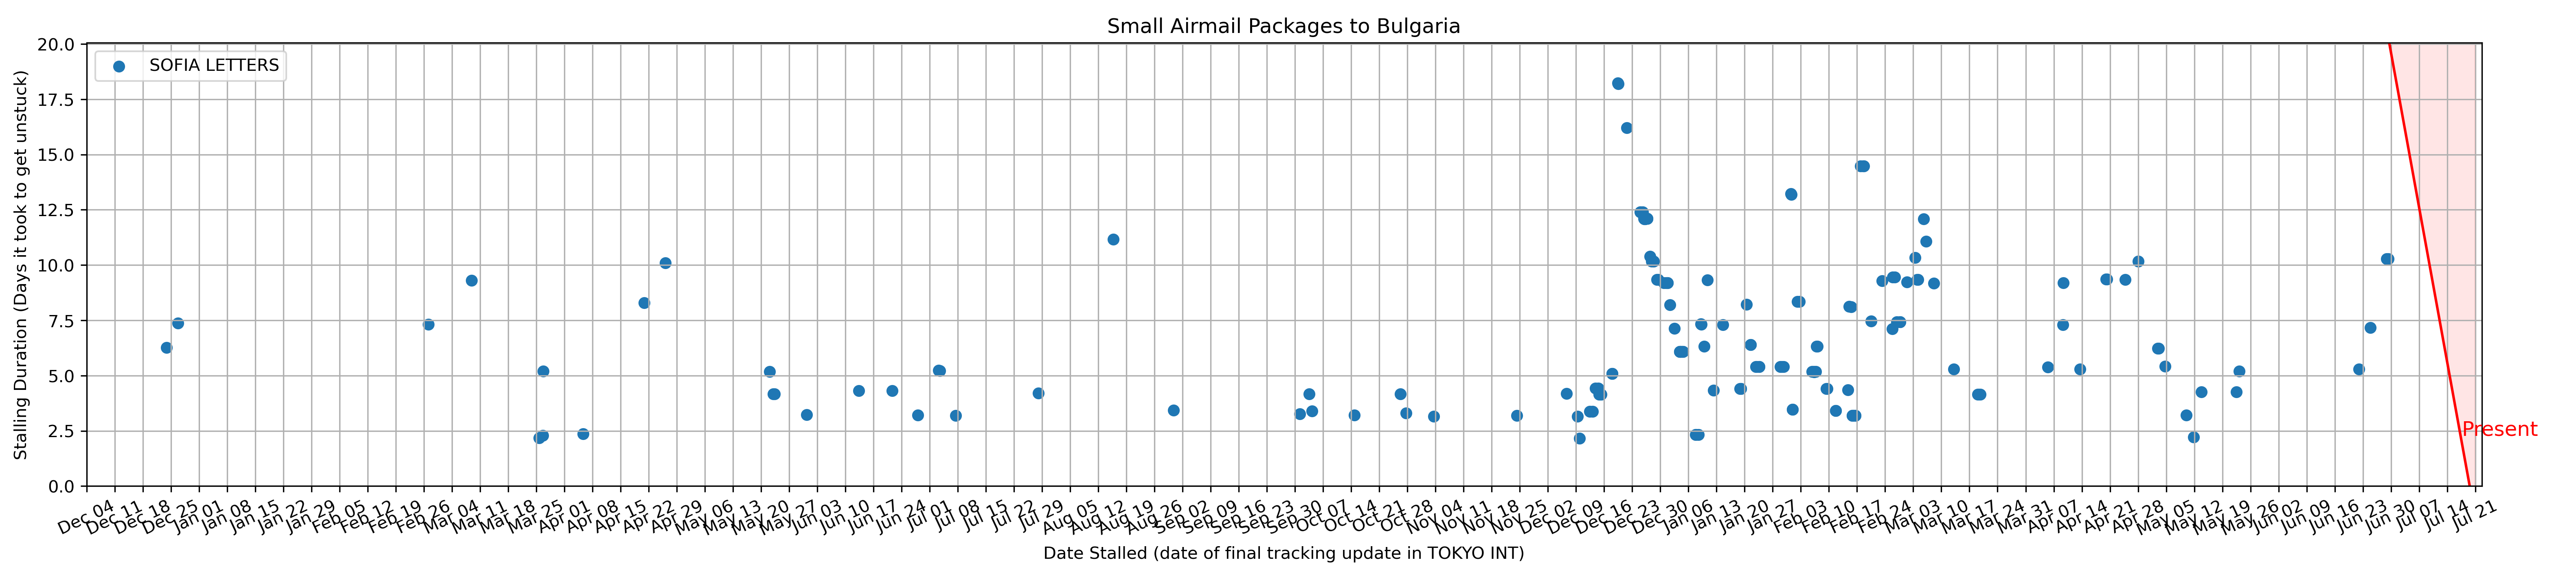 Small Airmail Packages to Bulgaria
SOFIA LETTERS
Stalling Duration (Days it took to get unstuck)
20.0
17.5
15.0
12.5
10.0
7.5
5.0
2.5
0.0
Present
Dec 04 Dec 11 Dec 18 Dec 25 Jan 01 Jan 08 Jan 15 Jan 22 Jan 29 Feb 05 Feb 12 Feb 19 Feb 26 Mar 04 Mar 11 Mar 18 Mar 25 Apr 01 Apr 08 Apr 15 Apr 22 Apr 29 May 06 May 13 May 20 May 27 Jun 03 Jun 10 Jun 17 Jun 24 Jul 01 Jul 08 Jul 15 Jul 22 Jul 29 Aug 05 Aug 12 Aug 19 Aug 26 Sep 02 Sep 09 Sep 16 Sep 23 Sep 30 Oct 07 Oct 14 Oct 21 Oct 28 Nov 04 Nov 11 Nov 18 Nov 25 Dec 02 Dec 09 Dec 16 Dec 23 Dec 30 Jan 06 Jan 13 Jan 20 Jan 27 Feb 03 Feb 10 Feb 17 Feb 24 Mar 03 Mar 10 Mar 17 Mar 24 Mar 31 Apr 07 Apr 14 Apr 21 Apr 28 May 05 May 12 May 19 May 26 Jun 02 Jun 09 Jun 16 Jun 23 Jun 30 Jul 07 Jul 14 Jul 21
Date Stalled (date of final tracking update in TOKYO INT)